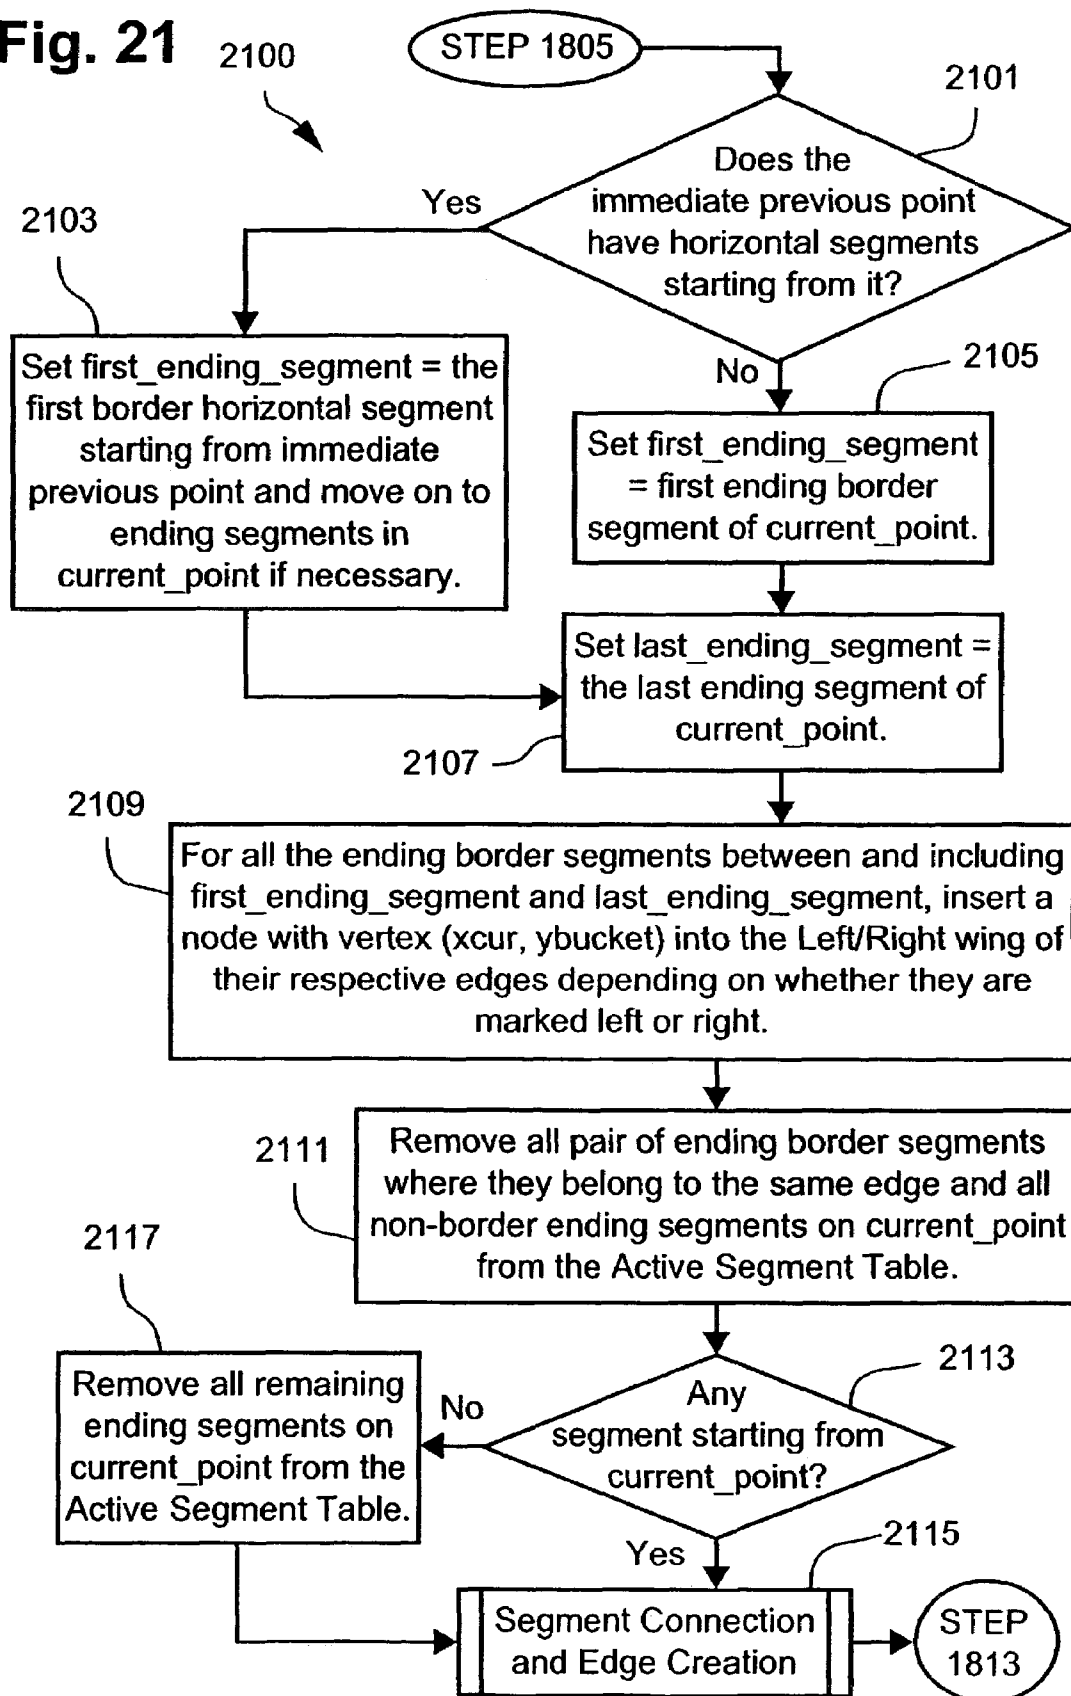 Fig. 21
2100
STEP 1805
2101
Does the
immediate previous point
have horizontal segments
starting from it?
Yes
2103
Set first_ending_segment = the
first border horizontal segment
starting from immediate
previous point and move on to
ending segments in
current_point if necessary.
No
2105
Set first_ending_segment
= first ending border
segment of current_point.
Set last_ending_segment =
the last ending segment of
current_point.
2107
2109
For all the ending border segments between and including
first_ending_segment and last_ending_segment, insert a
node with vertex (xcur, ybucket) into the Left/Right wing of
their respective edges depending on whether they are
marked left or right.
2111
Remove all pair of ending border segments
where they belong to the same edge and all
non-border ending segments on current_point
from the Active Segment Table.
2117
Remove all remaining
ending segments on
current_point from the
Active Segment Table.
No
2113
Any
segment starting from
current_point?
Yes
2115
Segment Connection
and Edge Creation
STEP
1813